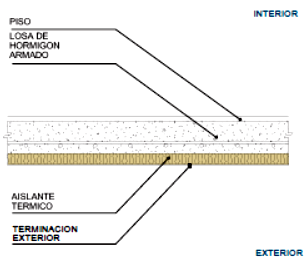 INTERIOR
PISO
LOSA DE
HORMIGON
ARMADO
AISLANTE
TERMICO
TERMINACION
EXTERIOR
EXTERIOR